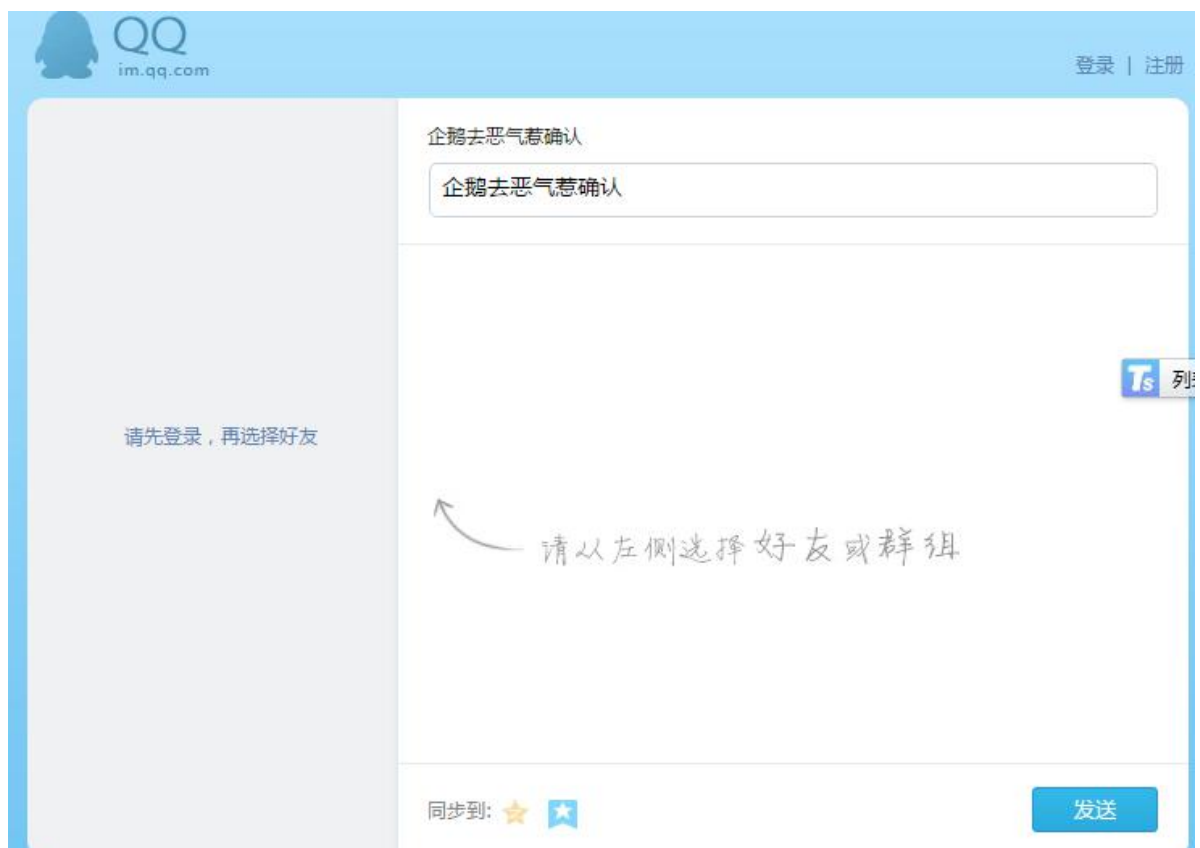 QQ
im.qq.com
登录 | 注册
企鹅去恶气惹确认
企鹅去恶气惹确认
Ts 列
请先登录，再选择好友
请从左侧选择好友或群组
同步到:
发送